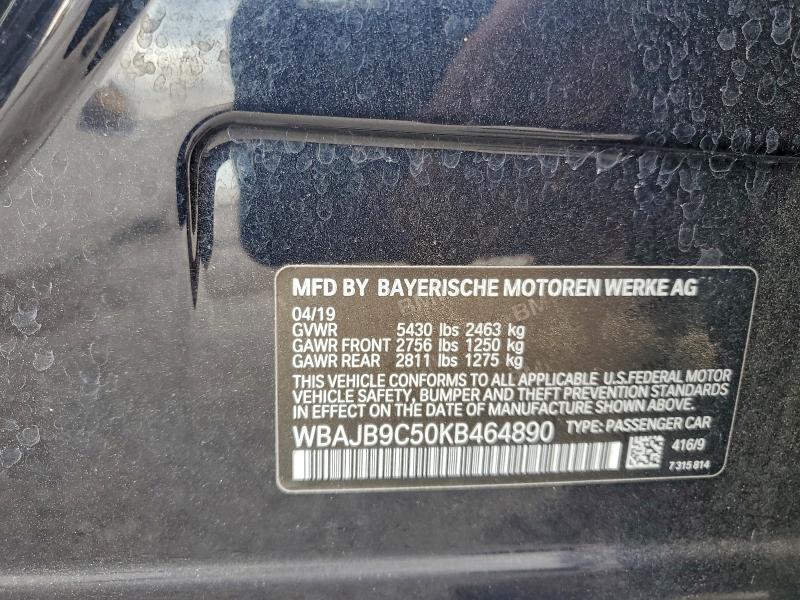 MFD BY BAYERISCHE MOTOREN WERKE AG
04/19
GVWR 5430 lbs 2463 kg
GAWR FRONT 2756 lbs 1250 kg
GAWR REAR 2811 lbs 1275 kg
THIS VEHICLE CONFORMS TO ALL APPLICABLE U.S.FEDERAL MOTOR
VEHICLE SAFETY, BUMPER AND THEFT PREVENTION STANDARDS
IN EFFECT ON THE DATE OF MANUFACTURE SHOWN ABOVE.
WBAJB9C50KB464890 TYPE: PASSENGER CAR
416/9
7 315 814